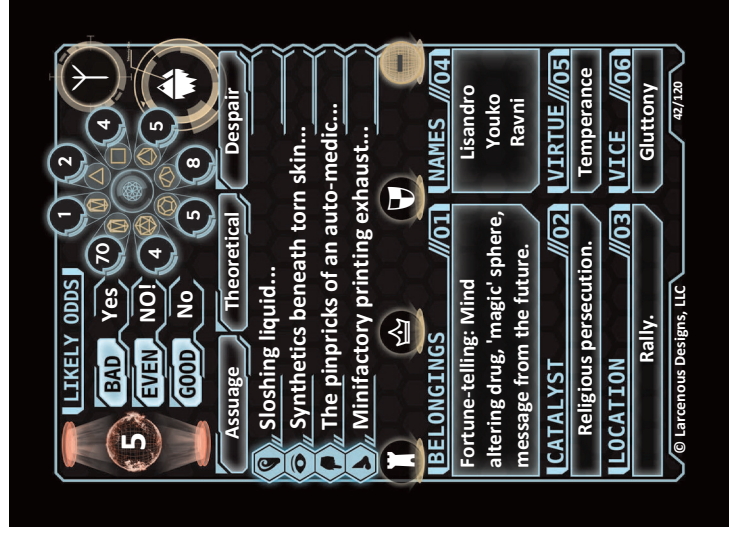 5
LIKELY ODDS
BAD Yes
EVEN NO!
GOOD No
70
1
2
4
4
5
8
5
Assuage
Theoretical
Despair
Sloshing liquid...
Synthetics beneath torn skin...
The pinpricks of an auto-medic...
Minifactory printing exhaust...
BELONGINGS //01
Fortune-telling: Mind
altering drug, 'magic' sphere,
message from the future.
NAMES //04
Lisandro
Youko
Ravni
CATALYST //02
Religious persecution.
VIRTUE //05
Temperance
LOCATION //03
Rally.
VICE //06
Gluttony
© Larcenous Designs, LLC
42/120